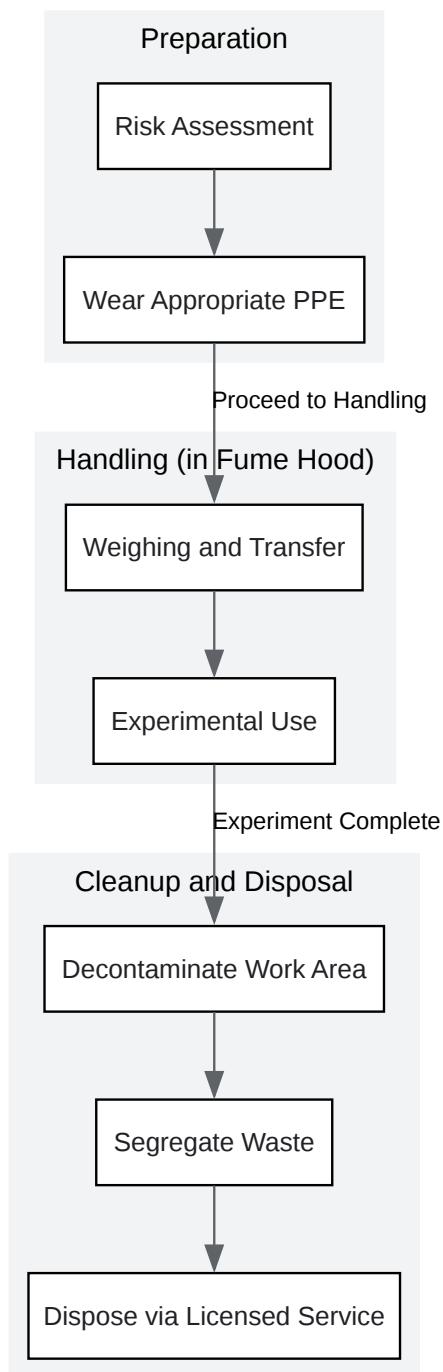 Preparation
Risk Assessment
Wear Appropriate PPE
Proceed to Handling
Handling (in Fume Hood)
Weighing and Transfer
Experimental Use
Experiment Complete
Cleanup and Disposal
Decontaminate Work Area
Segregate Waste
Dispose via Licensed Service